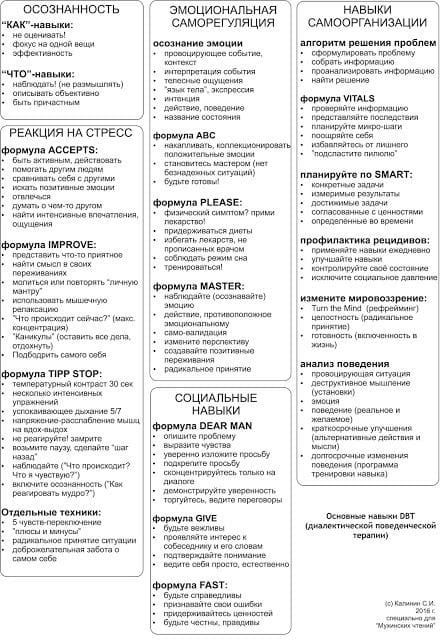 ОСОЗНАННОСТЬ
“КАК”-навыки:
• не оценивать!
• фокус на одной вещи
• эффективность
“ЧТО”-навыки:
• наблюдать! (не размышлять)
• описывать объективно
• быть причастным
РЕАКЦИЯ НА СТРЕСС
формула ACCEPTS:
• быть активным, действовать
• помогать другим людям
• сравнивать себя с другими
• искать позитивные эмоции
• отвлечься
• думать о чем-то другом
• найти интенсивные впечатления,
ощущения
формула IMPROVE:
• представить что-то приятное
• найти смысл в своих
переживаниях
• молиться или повторять “личную
мантру”
• использовать мышечную
релаксацию
• "Что происходит сейчас?" (макс.
концентрация)
• "Каникулы" (оставить все дела,
отдохнуть)
• Подбодрить самого себя
формула TIPP STOP:
• температурный контраст 30 сек
• несколько интенсивных
упражнений
• успокаивающее дыхание 5/7
• напряжение-расслабление мышц
на вдох-выдох
• не реагируйте! замрите
• возьмите паузу, сделайте "шаг
назад"
• наблюдайте ("Что происходит?
Что я чувствую?")
• включите осознанность ("Как
реагировать мудро?")
Отдельные техники:
• 5 чувств-переключение
• "плюсы и минусы"
• радикальное принятие ситуации
• доброжелательная забота о
самом себе
ЭМОЦИОНАЛЬНАЯ
САМОРЕГУЛЯЦИЯ
осознание эмоции
• провоцирующее событие,
контекст
• интерпретация события
• телесные ощущения
• "язык тела", экспрессия
• интенция
• действие, поведение
• название состояния
формула ABC
• накапливать, коллекционировать
положительные эмоции
• становитесь мастером (нет
безнадежных ситуаций)
• будьте готовы!
формула PLEASE:
• физический симптом? прими
лекарство!
• придерживаться диеты
• избегать лекарств, не
прописанных врачом
• соблюдать режим сна
• тренироваться!
формула MASTER:
• наблюдайте (осознавайте)
эмоцию
• действие, противоположное
эмоциональному
• само-валидация
• измените перспективу
• создавайте позитивные
переживания
• радикальное принятие
СОЦИАЛЬНЫЕ
НАВЫКИ
формула DEAR MAN
• опишите проблему
• выразите чувства
• уверенно изложите просьбу
• подкрепить просьбу
• сконцентрируйтесь только на
диалоге
• демонстрируйте уверенность
• торгуйтесь, ведите переговоры
формула GIVE
• будьте вежливы
• проявляйте интерес к
собеседнику и его словам
• подтверждайте понимание
• ведите себя просто, естественно
формула FAST:
• будьте справедливы
• признавайте свои ошибки
• придерживайтесь ценностей
• будьте честны, правдивы
НАВЫКИ
САМООРГАНИЗАЦИИ
алгоритм решения проблем
• сформулировать проблему
• собрать информацию
• проанализировать информацию
• найти решение
формула VITALS
• проверяйте информацию
• представляйте последствия
• планируйте микро-шаги
• поощряйте себя
• избавляйтесь от лишнего
• "подсластите пилюлю"
планируйте по SMART:
• конкретные задачи
• измеримые результаты
• достижимые задачи
• согласованные с ценностями
• определенные во времени
профилактика рецидивов:
• применяйте навыки ежедневно
• улучшайте навыки
• контролируйте своё состояние
• исключите социальное давление
измените мировоззрение:
• Turn the Mind (рефрейминг)
• целостность (радикальное
принятие)
• готовность (включенность в
жизнь)
анализ поведения
• провоцирующая ситуация
• деструктивное мышление
(установки)
• эмоция
• поведение (реальное и
желаемое)
• краткосрочные улучшения
(альтернативные действия и
мысли)
• долгосрочные изменения
поведения (программа
тренировки навыка)
Основные навыки DBT
(диалектической поведенческой
терапии)
(с) Калинин С.И.
2016 г.
специально для
"Мужинских чтений"